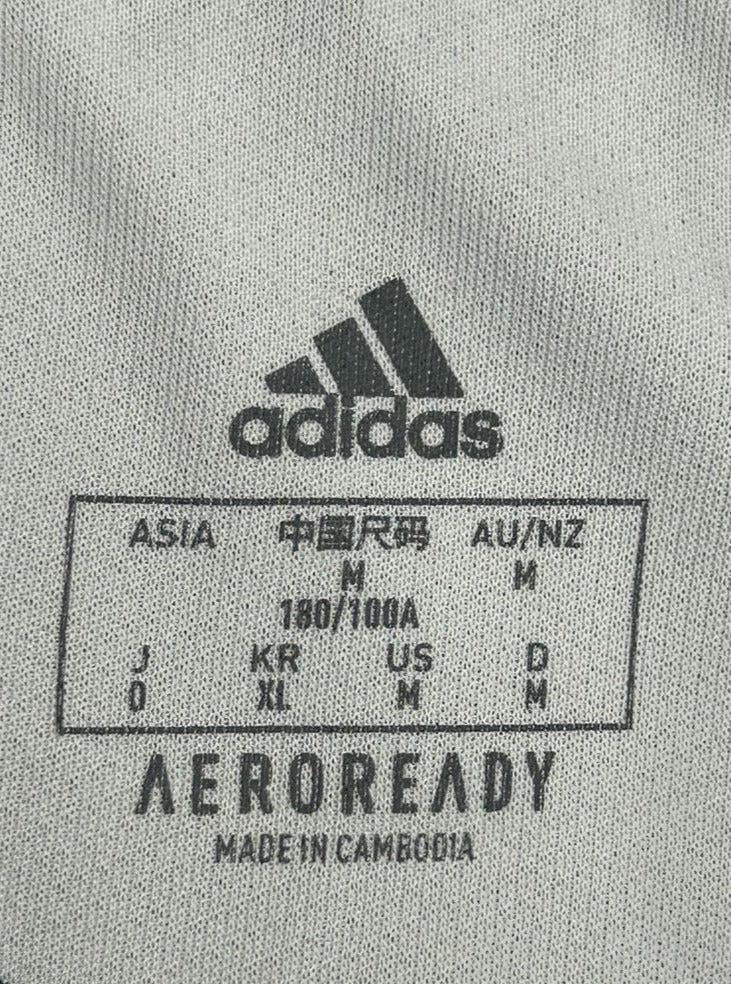 adidas
ASIA 中国尺码 AU/NZ
M M
180/100A
J KR US D
O XL M M
AEROREADY
MADE IN CAMBODIA